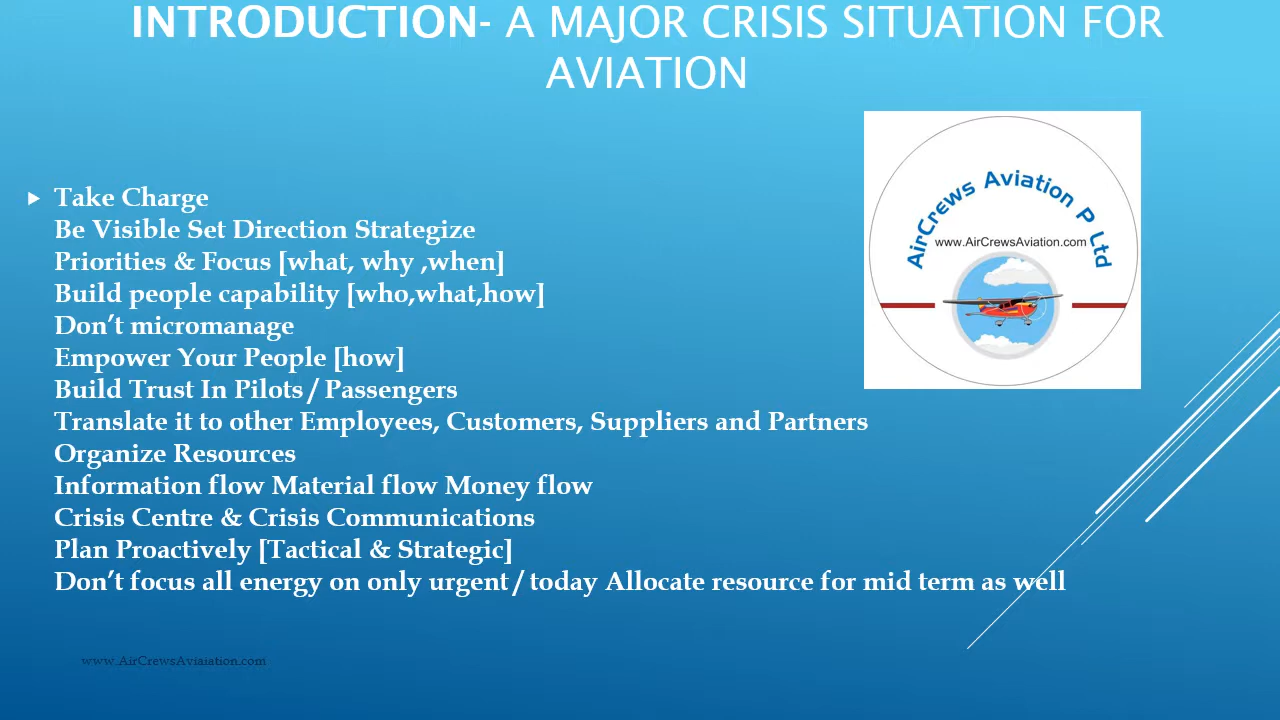 INTRODUCTION- A MAJOR CRISIS SITUATION FOR
AVIATION
AirCrews Aviation P Ltd
www.AirCrewsAviation.com
Take Charge
Be Visible Set Direction Strategize
Priorities & Focus [what, why ,when]
Build people capability [who,what,how]
Don’t micromanage
Empower Your People [how]
Build Trust In Pilots / Passengers
Translate it to other Employees, Customers, Suppliers and Partners
Organize Resources
Information flow Material flow Money flow
Crisis Centre & Crisis Communications
Plan Proactively [Tactical & Strategic]
Don’t focus all energy on only urgent / today Allocate resource for mid term as well
www.AirCrewsAviaiation.com